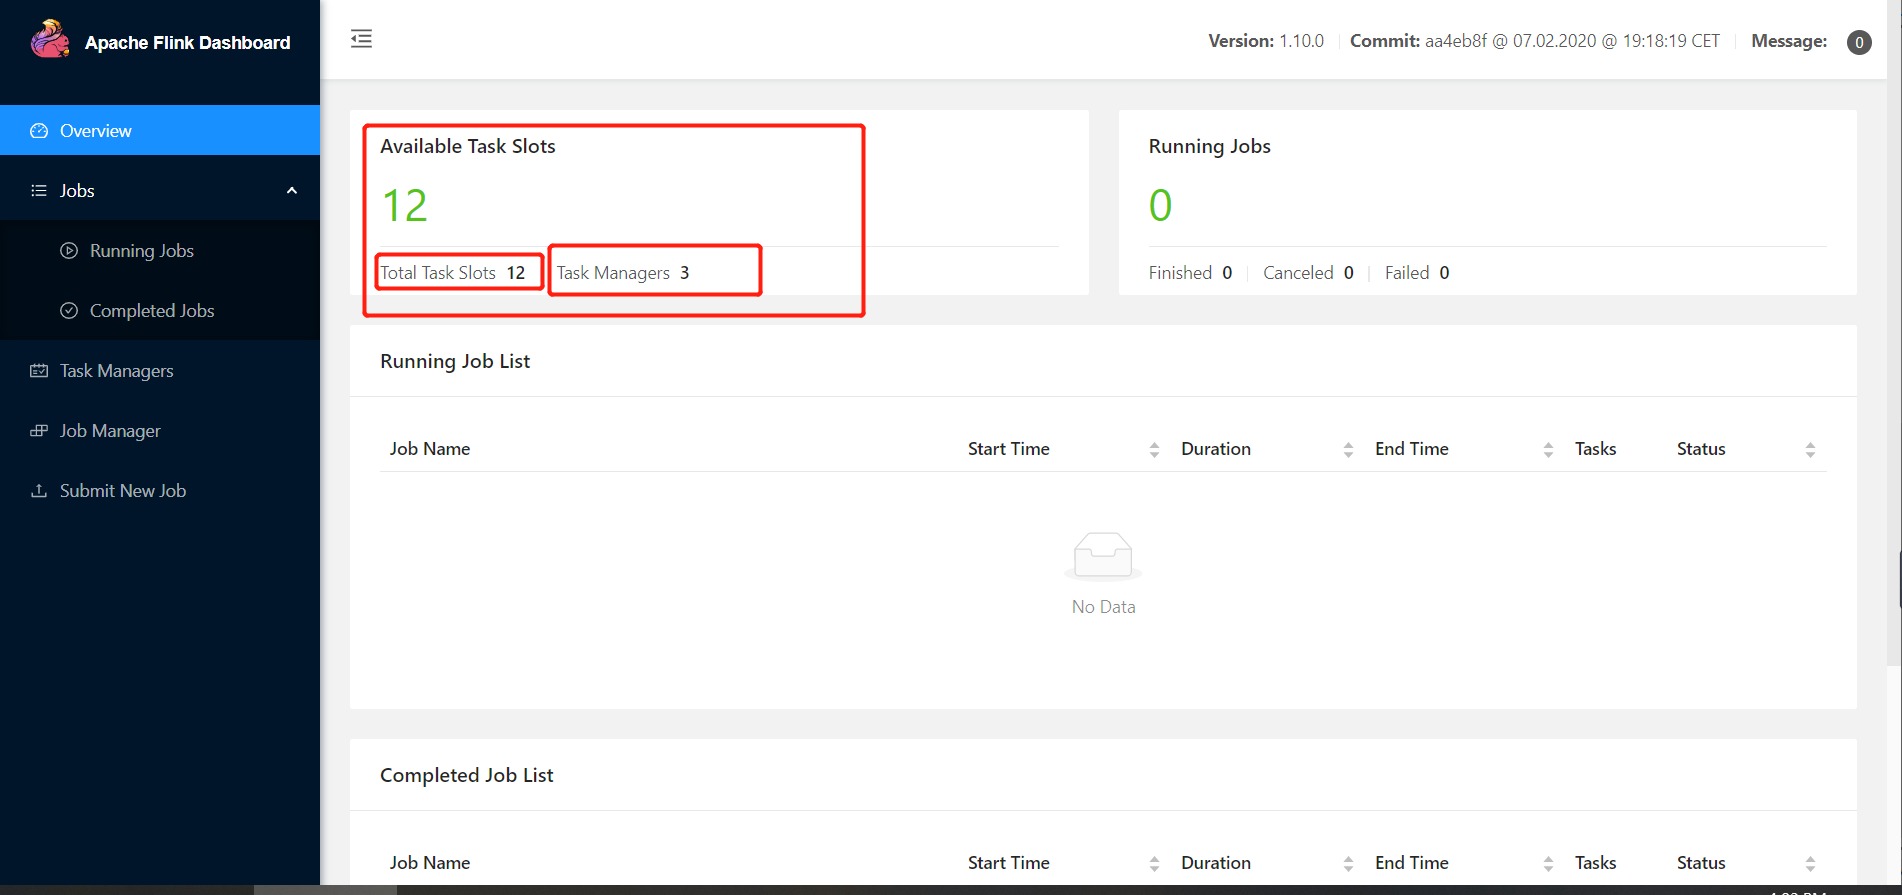 Apache Flink Dashboard
Version: 1.10.0 Commit: aa4eb8f @ 07.02.2020 @ 19:18:19 CET Message: 0
Overview
Jobs
Running Jobs
Completed Jobs
Task Managers
Job Manager
Submit New Job
Available Task Slots
12
Total Task Slots 12 Task Managers 3
Running Jobs
0
Finished 0 Canceled 0 Failed 0
Running Job List
Job Name Start Time Duration End Time Tasks Status
No Data
Completed Job List
Job Name Start Time Duration End Time Tasks Status